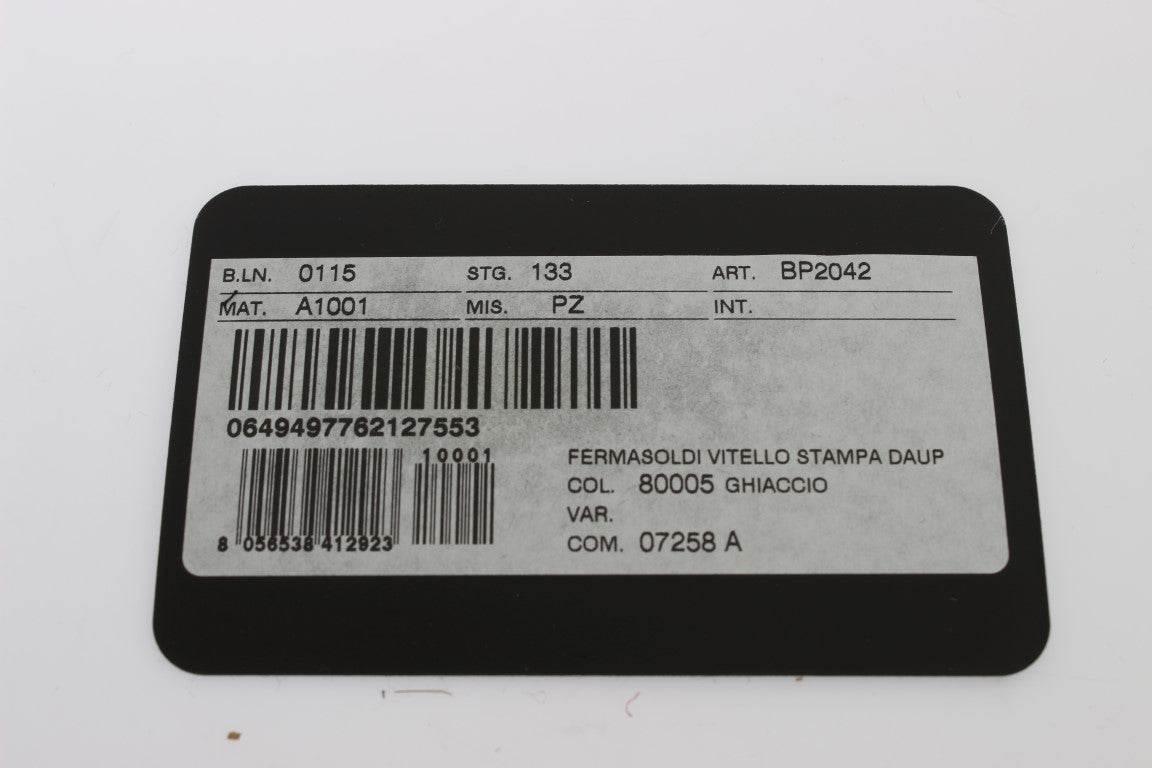 B.LN. 0115 STG. 133 ART. BP2042
MAT. A1001 MIS. PZ INT.
0649497762127553
10001
8 056538 412923
FERMASOLDI VITELLO STAMPA DAUP
COL. 80005 GHIACCIO
VAR.
COM. 07258 A